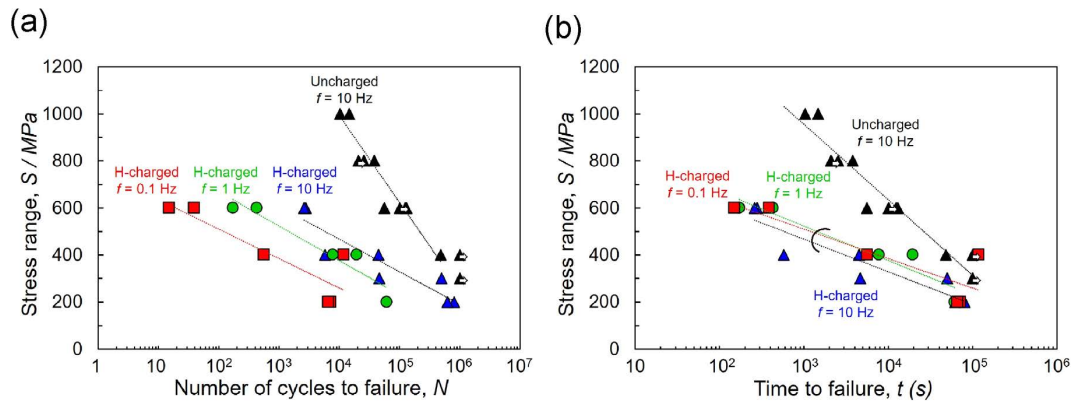 (a)
1200
1000
800
600
400
200
0
Stress range, S / MPa
1
10²
10³
10⁴
10⁵
10⁶
10⁷
Number of cycles to failure, N
Uncharged
f = 10 Hz
H-charged
f = 0.1 Hz
H-charged
f = 1 Hz
H-charged
f = 10 Hz
(b)
1200
1000
800
600
400
200
0
Stress range, S / MPa
10
10²
10³
10⁴
10⁵
10⁶
Time to failure, t (s)
Uncharged
f = 10 Hz
H-charged
f = 0.1 Hz
H-charged
f = 1 Hz
H-charged
f = 10 Hz